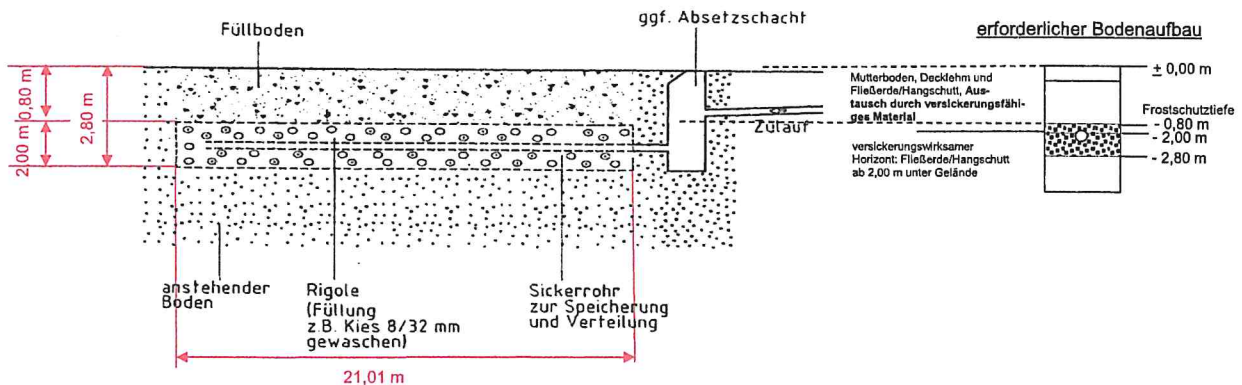 Füllboden
ggf. Absetzschacht
erforderlicher Bodenaufbau
0,80 m
2,00 m
2,80 m
Zulauf
Mutterboden, Decklehm und
Fließerde/Hangschutt, Aus-
tausch durch versickerungsfähi-
ges Material
versickerungswirksamer
Horizont: Fließerde/Hangschutt
ab 2,00 m unter Gelände
± 0,00 m
Frostschutztiefe
- 0,80 m
- 2,00 m
- 2,80 m
anstehender
Boden
Rigole
(Füllung
z.B. Kies 8/32 mm
gewaschen)
Sickerrohr
zur Speicherung
und Verteilung
21,01 m